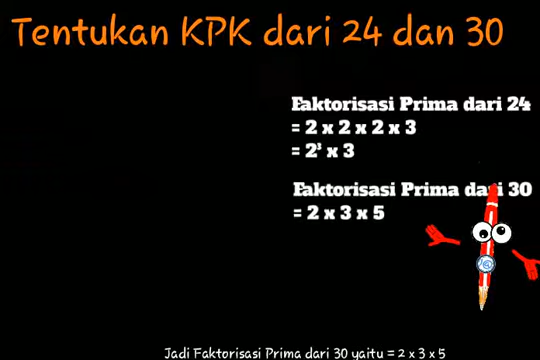 Tentukan KPK dari 24 dan 30
Faktorisasi Prima dari 24
= 2 x 2 x 2 x 3
= 2³ x 3
Faktorisasi Prima dari 30
= 2 x 3 x 5
Jadi Faktorisasi Prima dari 30 yaitu = 2 x 3 x 5